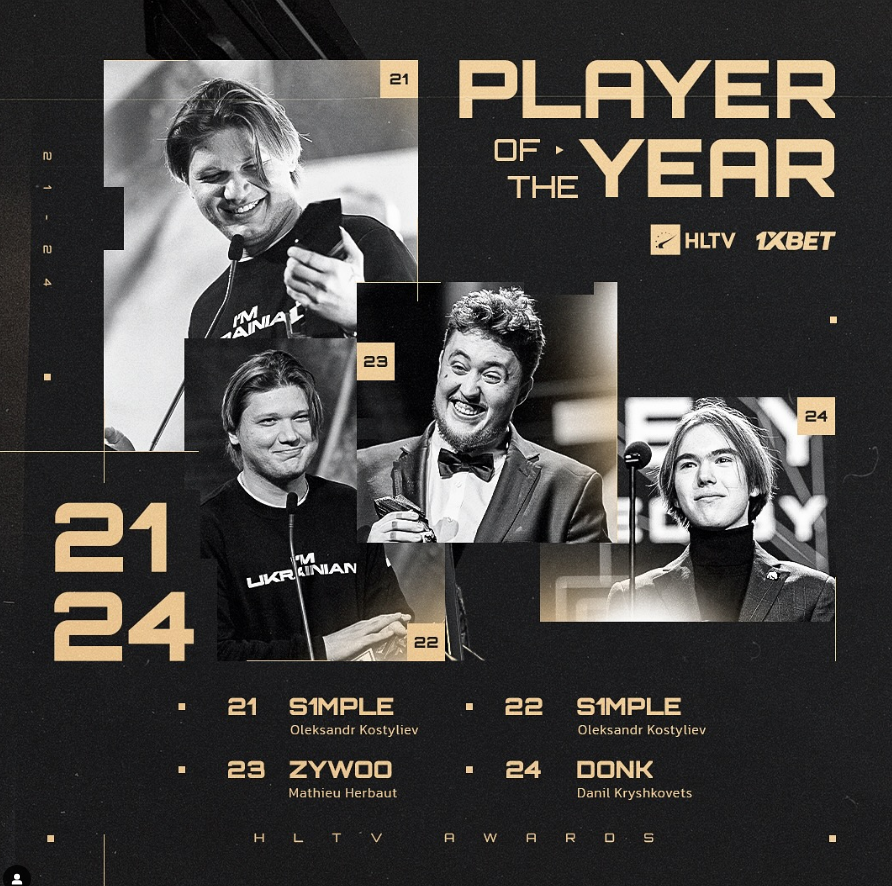 21
PLAYER
OF THE YEAR
HLTV 1XBET
21-24
I'M
UKRAINIAN
23
24
I'M
UKRAINIAN
22
21
24
21 S1MPLE
Oleksandr Kostyliev
22 S1MPLE
Oleksandr Kostyliev
23 ZYWOO
Mathieu Herbaut
24 DONK
Danil Kryshkovets
HLTV AWARDS